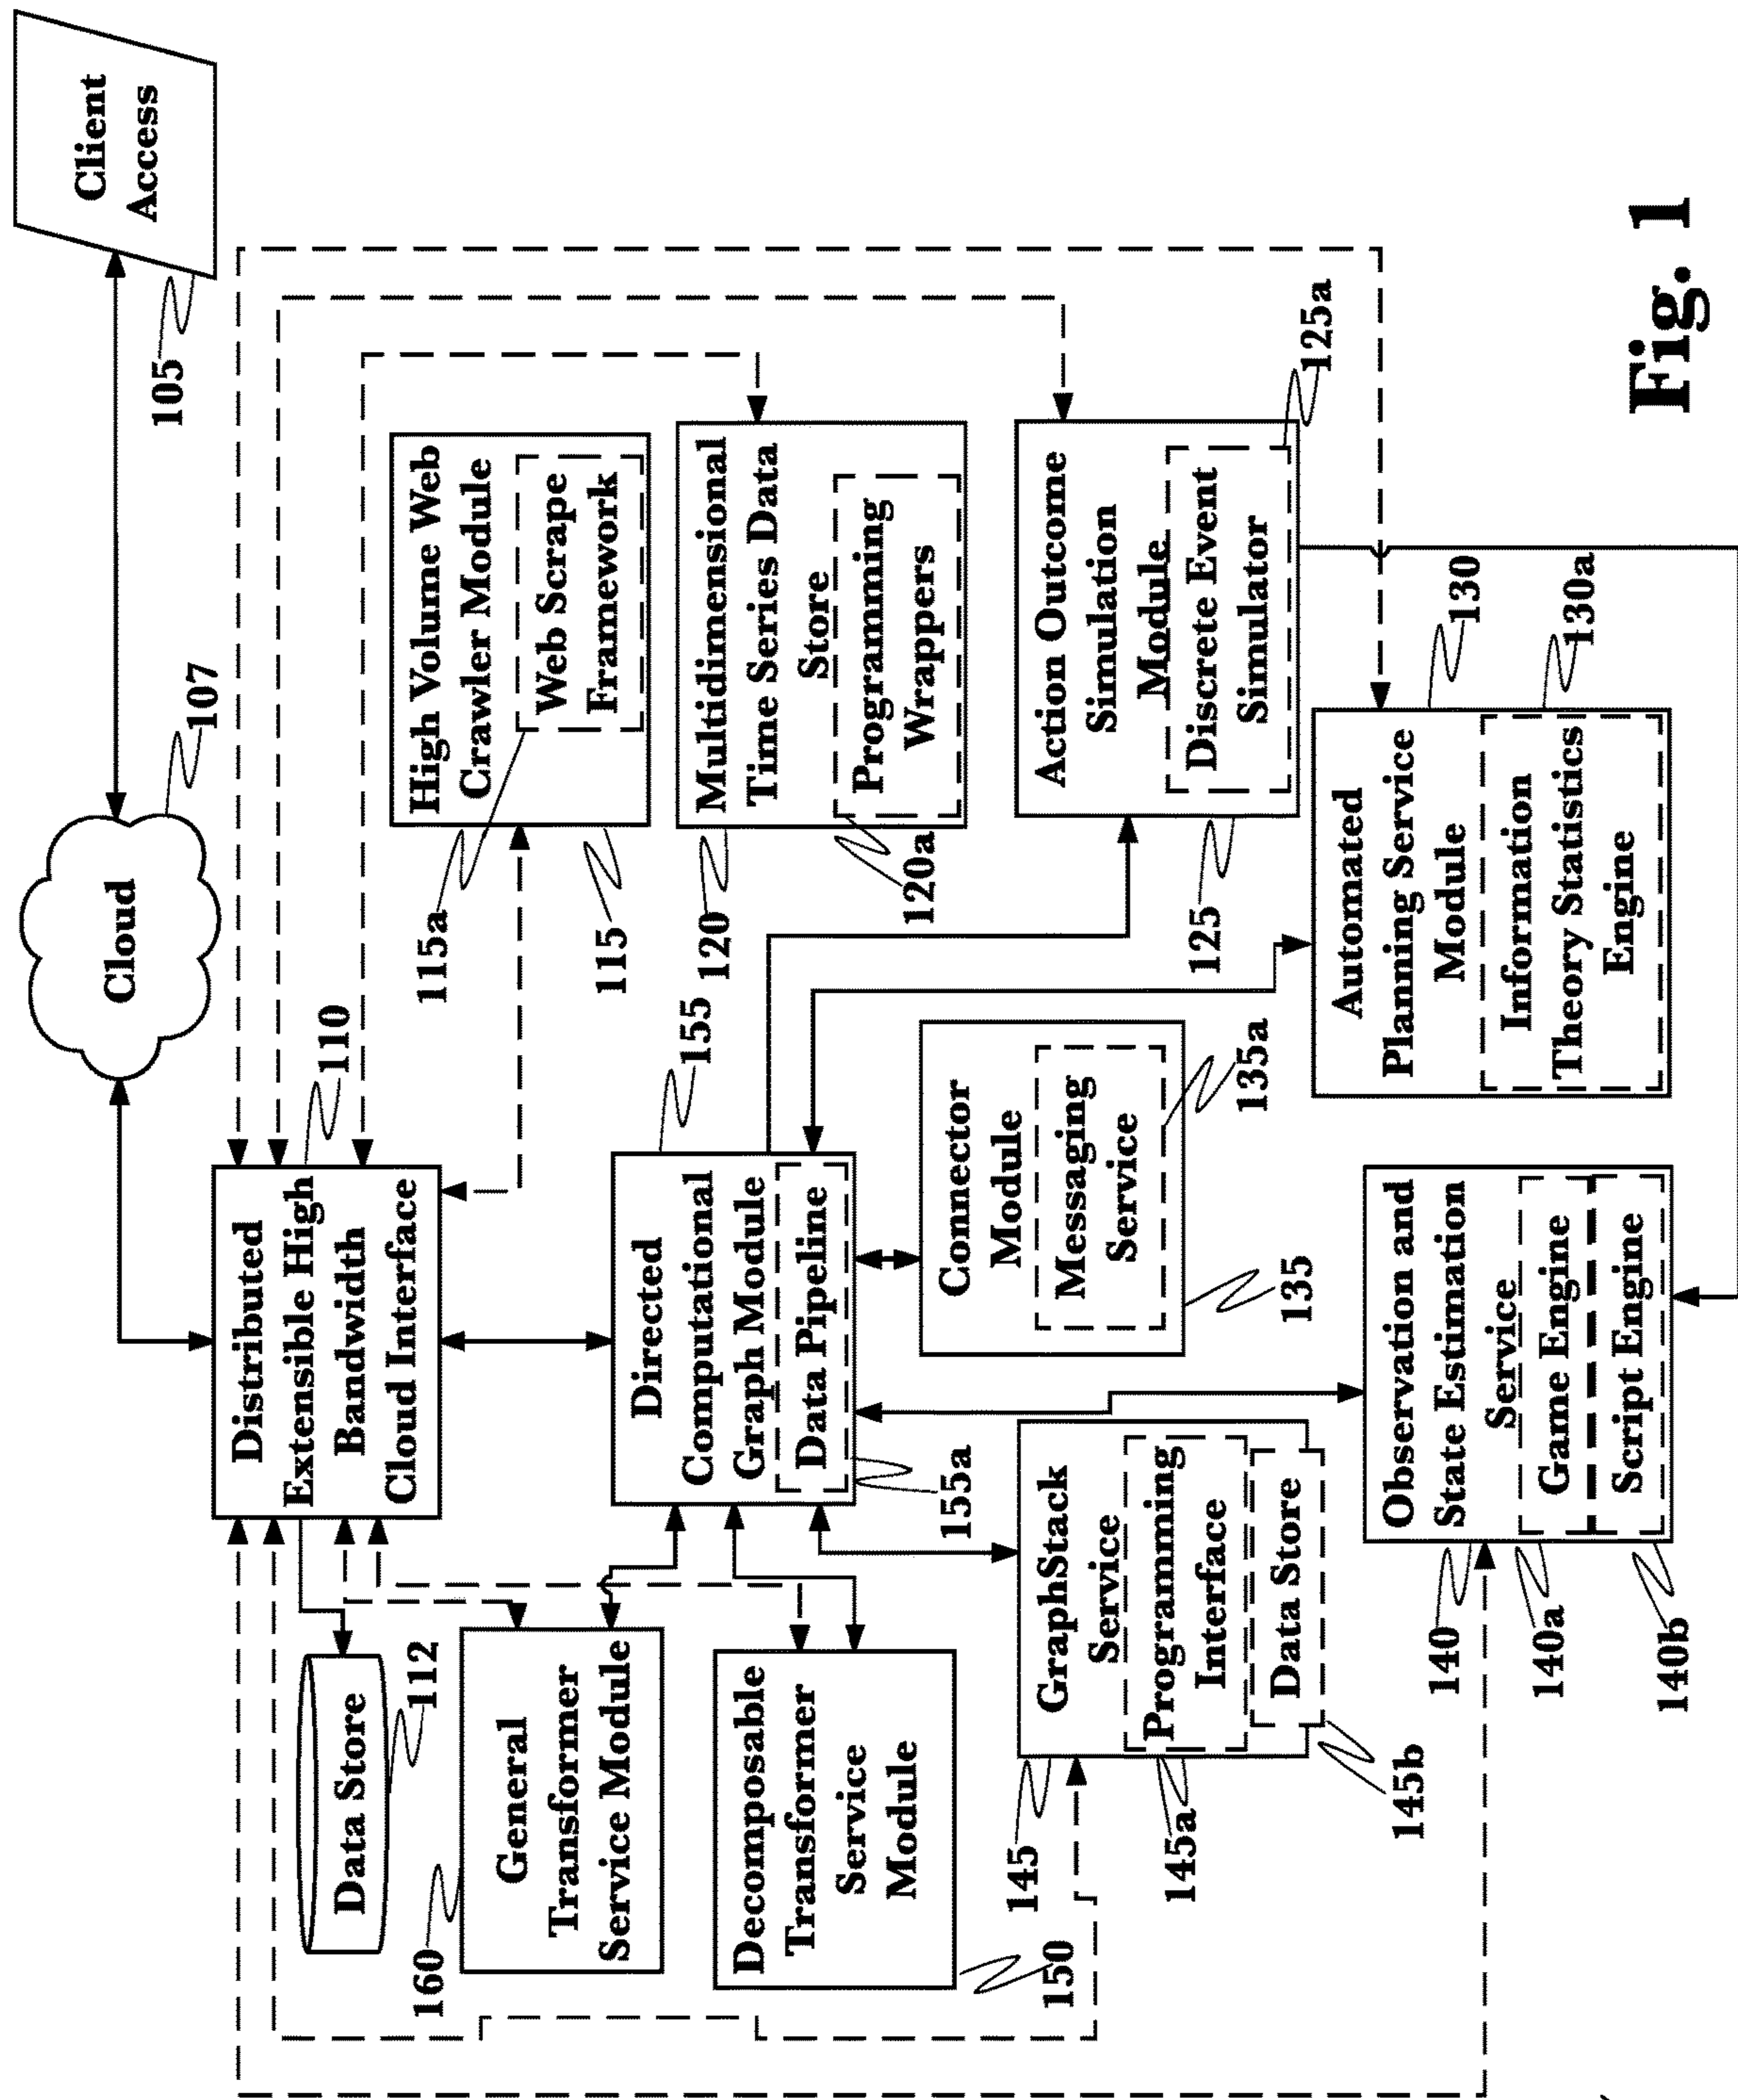 Client
Access
105
Cloud
107
Distributed
Extensible High
Bandwidth
Cloud Interface
110
Data Store
112
High Volume Web
Crawler Module
Web Scrape
Framework
115a
115
Multidimensional
Time Series Data
Store
Programming
Wrappers
120
120a
Action Outcome
Simulation
Module
Discrete Event
Simulator
125
125a
Directed
Computational
Graph Module
Data Pipeline
155
155a
General
Transformer
Service Module
160
Decomposable
Transformer
Service
Module
150
Connector
Module
Messaging
Service
135a
135
Automated
Planning Service
Module
Information
Theory Statistics
Engine
130
130a
GraphStack
Service
Programming
Interface
Data Store
145
145a
145b
Observation and
State Estimation
Service
Game Engine
Script Engine
140
140a
140b
Fig. 1